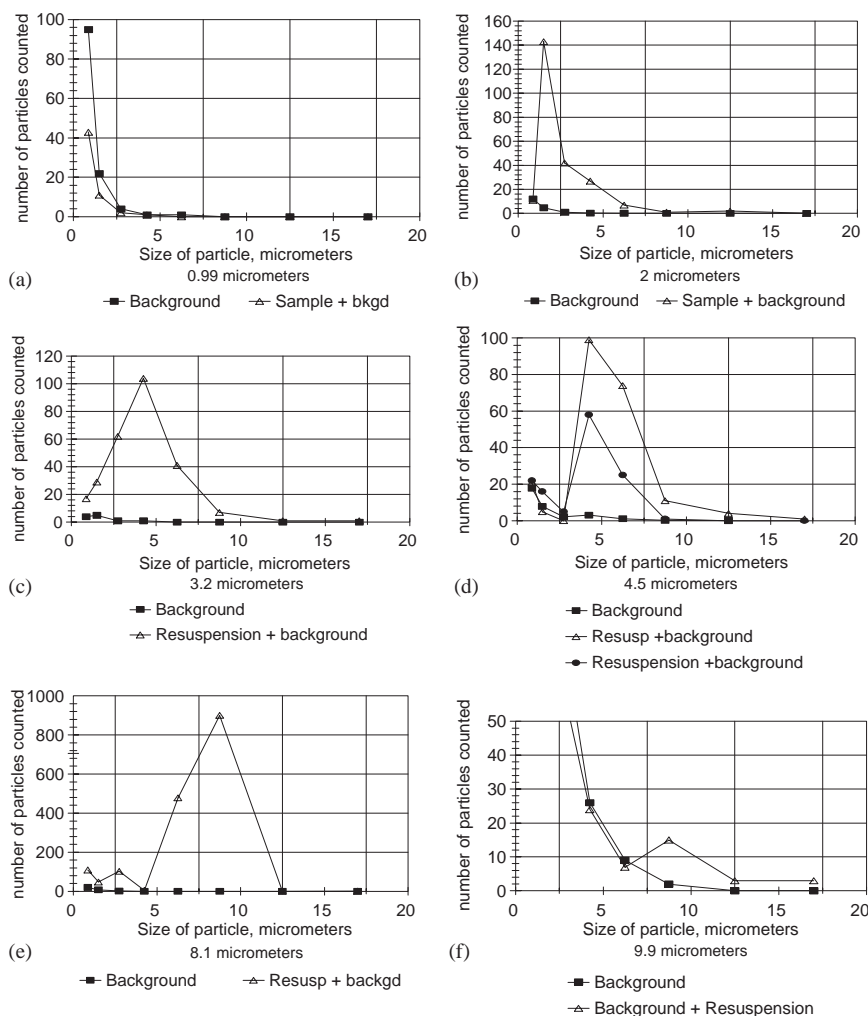 number of particles counted
100
80
60
40
20
0
0 5 10 15 20
Size of particle, micrometers
0.99 micrometers
(a)
Background Sample + bkgd
number of particles counted
160
140
120
100
80
60
40
20
0
0 5 10 15 20
Size of particle, micrometers
2 micrometers
(b)
Background Sample + background
number of particles counted
120
100
80
60
40
20
0
0 5 10 15 20
Size of particle, micrometers
3.2 micrometers
(c)
Background
Resuspension + background
number of particles counted
100
80
60
40
20
0
0 5 10 15 20
Size of particle, micrometers
4.5 micrometers
(d)
Background
Resusp +background
Resuspension +background
number of particles counted
1000
800
600
400
200
0
0 5 10 15 20
Size of particle, micrometers
8.1 micrometers
(e)
Background Resusp + backgd
number of particles counted
50
40
30
20
10
0
0 5 10 15 20
Size of particle, micrometers
9.9 micrometers
(f)
Background
Background + Resuspension